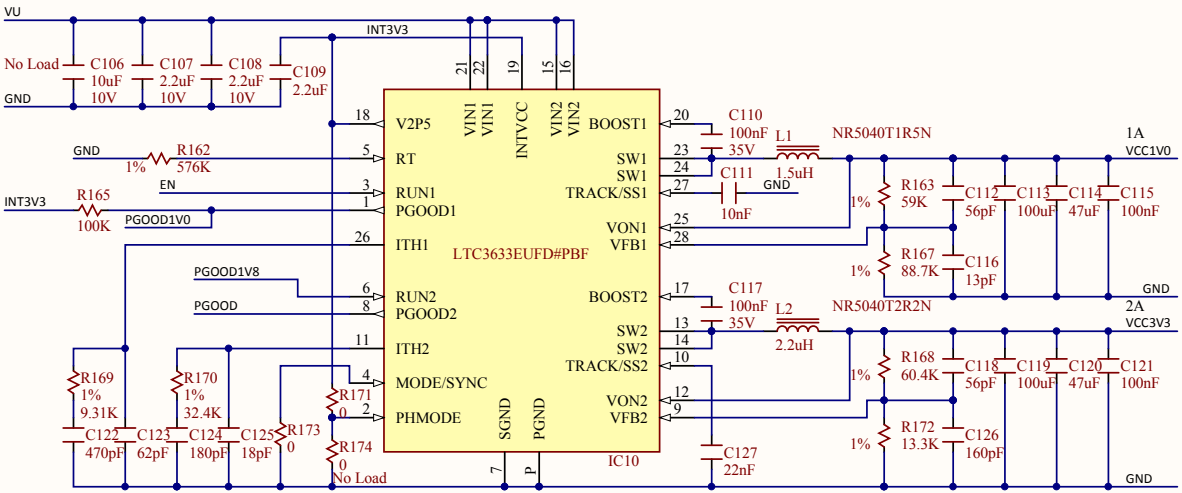 VU
INT3V3
No Load
C106
10uF
10V
C107
2.2uF
10V
C108
2.2uF
10V
C109
2.2uF
GND
21
22
19
15
16
VIN1
VIN1
INTVCC
VIN2
VIN2
18
V2P5
GND
1%
R162
576K
5
RT
EN
3
RUN1
INT3V3
R165
100K
PGOOD1V0
1
PGOOD1
26
ITH1
PGOOD1V8
6
RUN2
PGOOD
8
PGOOD2
11
ITH2
4
MODE/SYNC
2
PHMODE
LTC3633EUFD#PBF
SGND
PGND
7
P
IC10
BOOST1
20
SW1
23
SW1
24
TRACK/SS1
27
VON1
25
VFB1
28
BOOST2
17
SW2
13
SW2
14
TRACK/SS2
10
VON2
12
VFB2
9
C110
100nF
35V
L1
1.5uH
NR5040T1R5N
C111
10nF
GND
1A
VCC1V0
1%
R163
59K
C112
56pF
C113
100uF
C114
47uF
C115
100nF
1%
R167
88.7K
C116
13pF
GND
C117
100nF
35V
L2
2.2uH
NR5040T2R2N
2A
VCC3V3
1%
R168
60.4K
C118
56pF
C119
100uF
C120
47uF
C121
100nF
1%
R172
13.3K
C126
160pF
C127
22nF
GND
R169
1%
9.31K
C122
470pF
C123
62pF
R170
1%
32.4K
C124
180pF
C125
18pF
R173
0
R171
0
R174
0
No Load